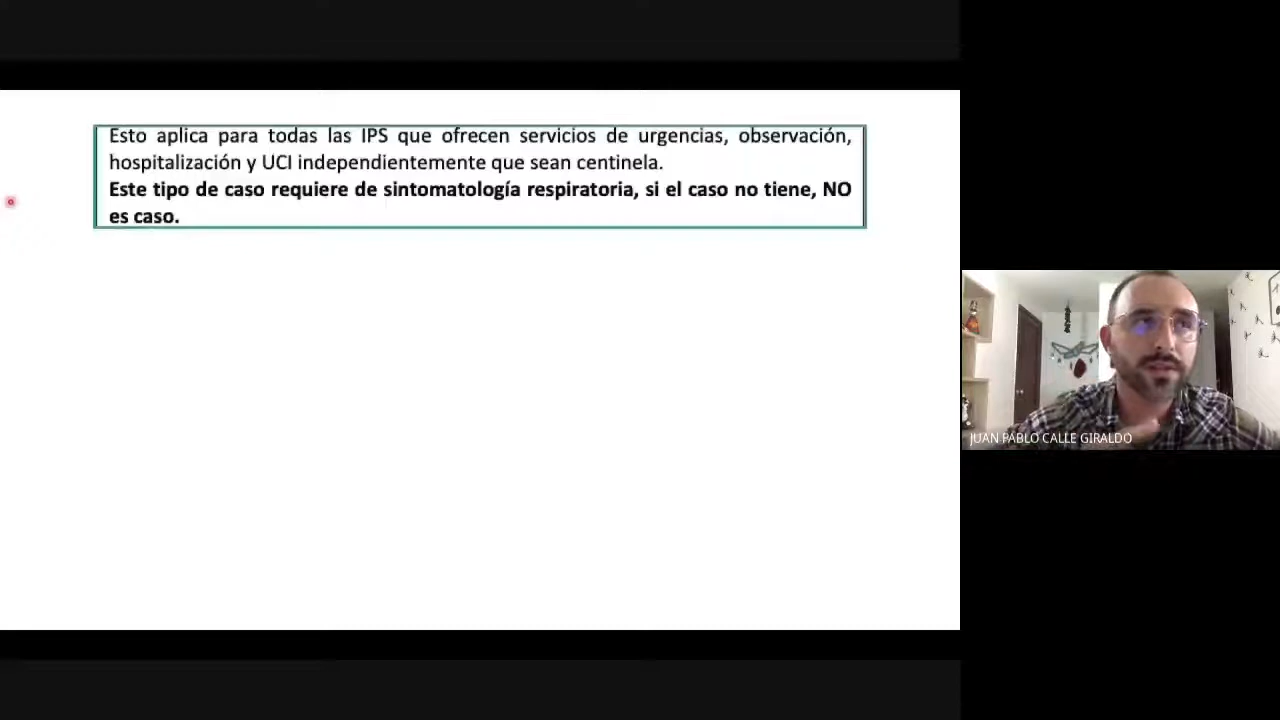 Esto aplica para todas las IPS que ofrecen servicios de urgencias, observación,
hospitalización y UCI independientemente que sean centinela.
Este tipo de caso requiere de sintomatología respiratoria, si el caso no tiene, NO
es caso.
JUAN PABLO CALLE GIRALDO